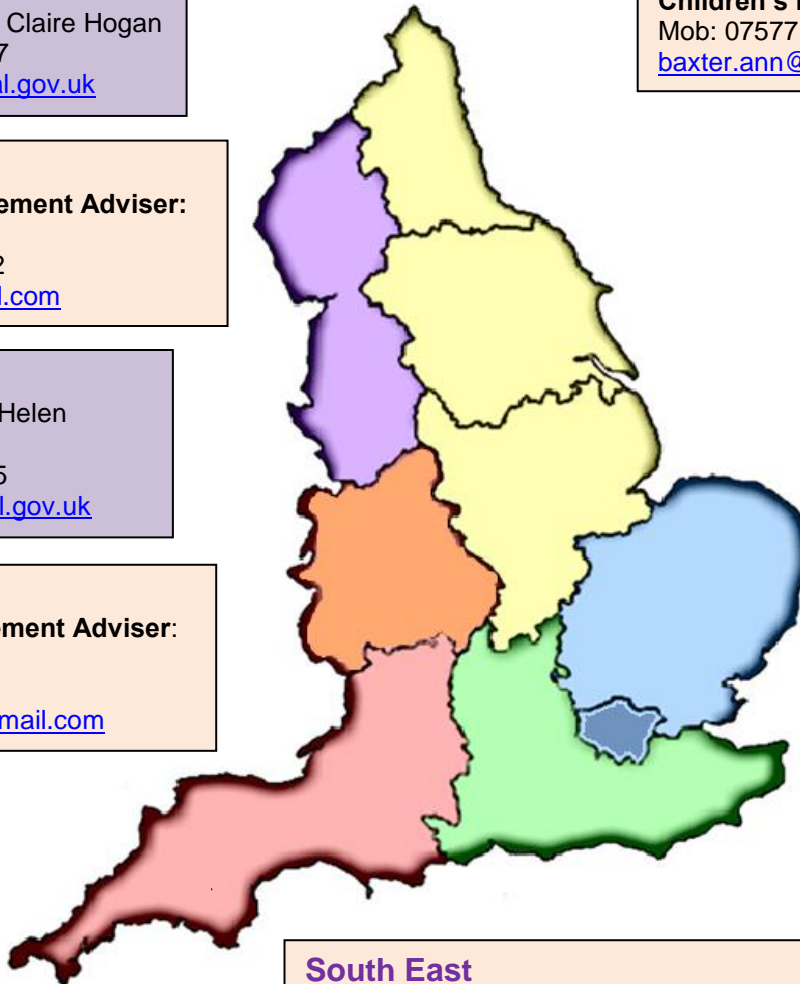 Claire Hogan
7
l.gov.uk
Mob: 07577
baxter.ann@
ement Adviser:
2
l.com
Helen
5
l.gov.uk
ement Adviser:
mail.com
South East